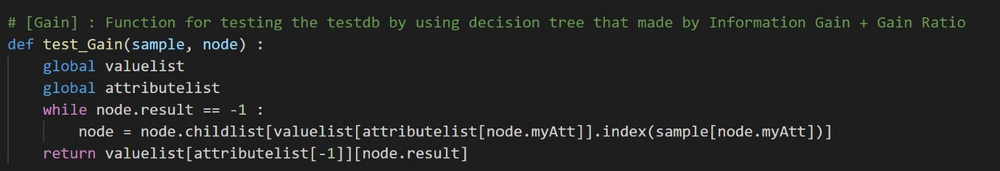 # [Gain] : Function for testing the testdb by using decision tree that made by Information Gain + Gain Ratio
def test_Gain(sample, node) :
    global valuelist
    global attributelist
    while node.result == -1 :
        node = node.childlist[valuelist[attributelist[node.myAtt]].index(sample[node.myAtt])]
    return valuelist[attributelist[-1]][node.result]